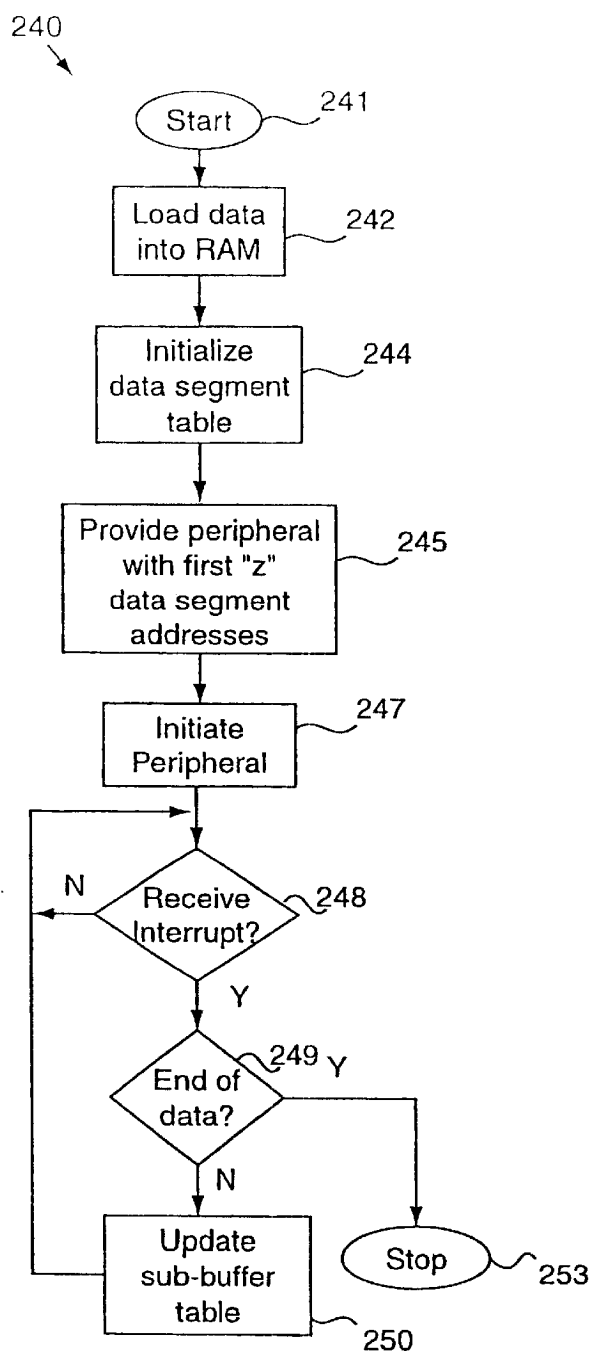 240
Start
241
Load data
into RAM
242
Initialize
data segment
table
244
Provide peripheral
with first "z"
data segment
addresses
245
Initiate
Peripheral
247
N
Receive
Interrupt?
248
Y
249
Y
End of
data?
N
Update
sub-buffer
table
250
Stop
253